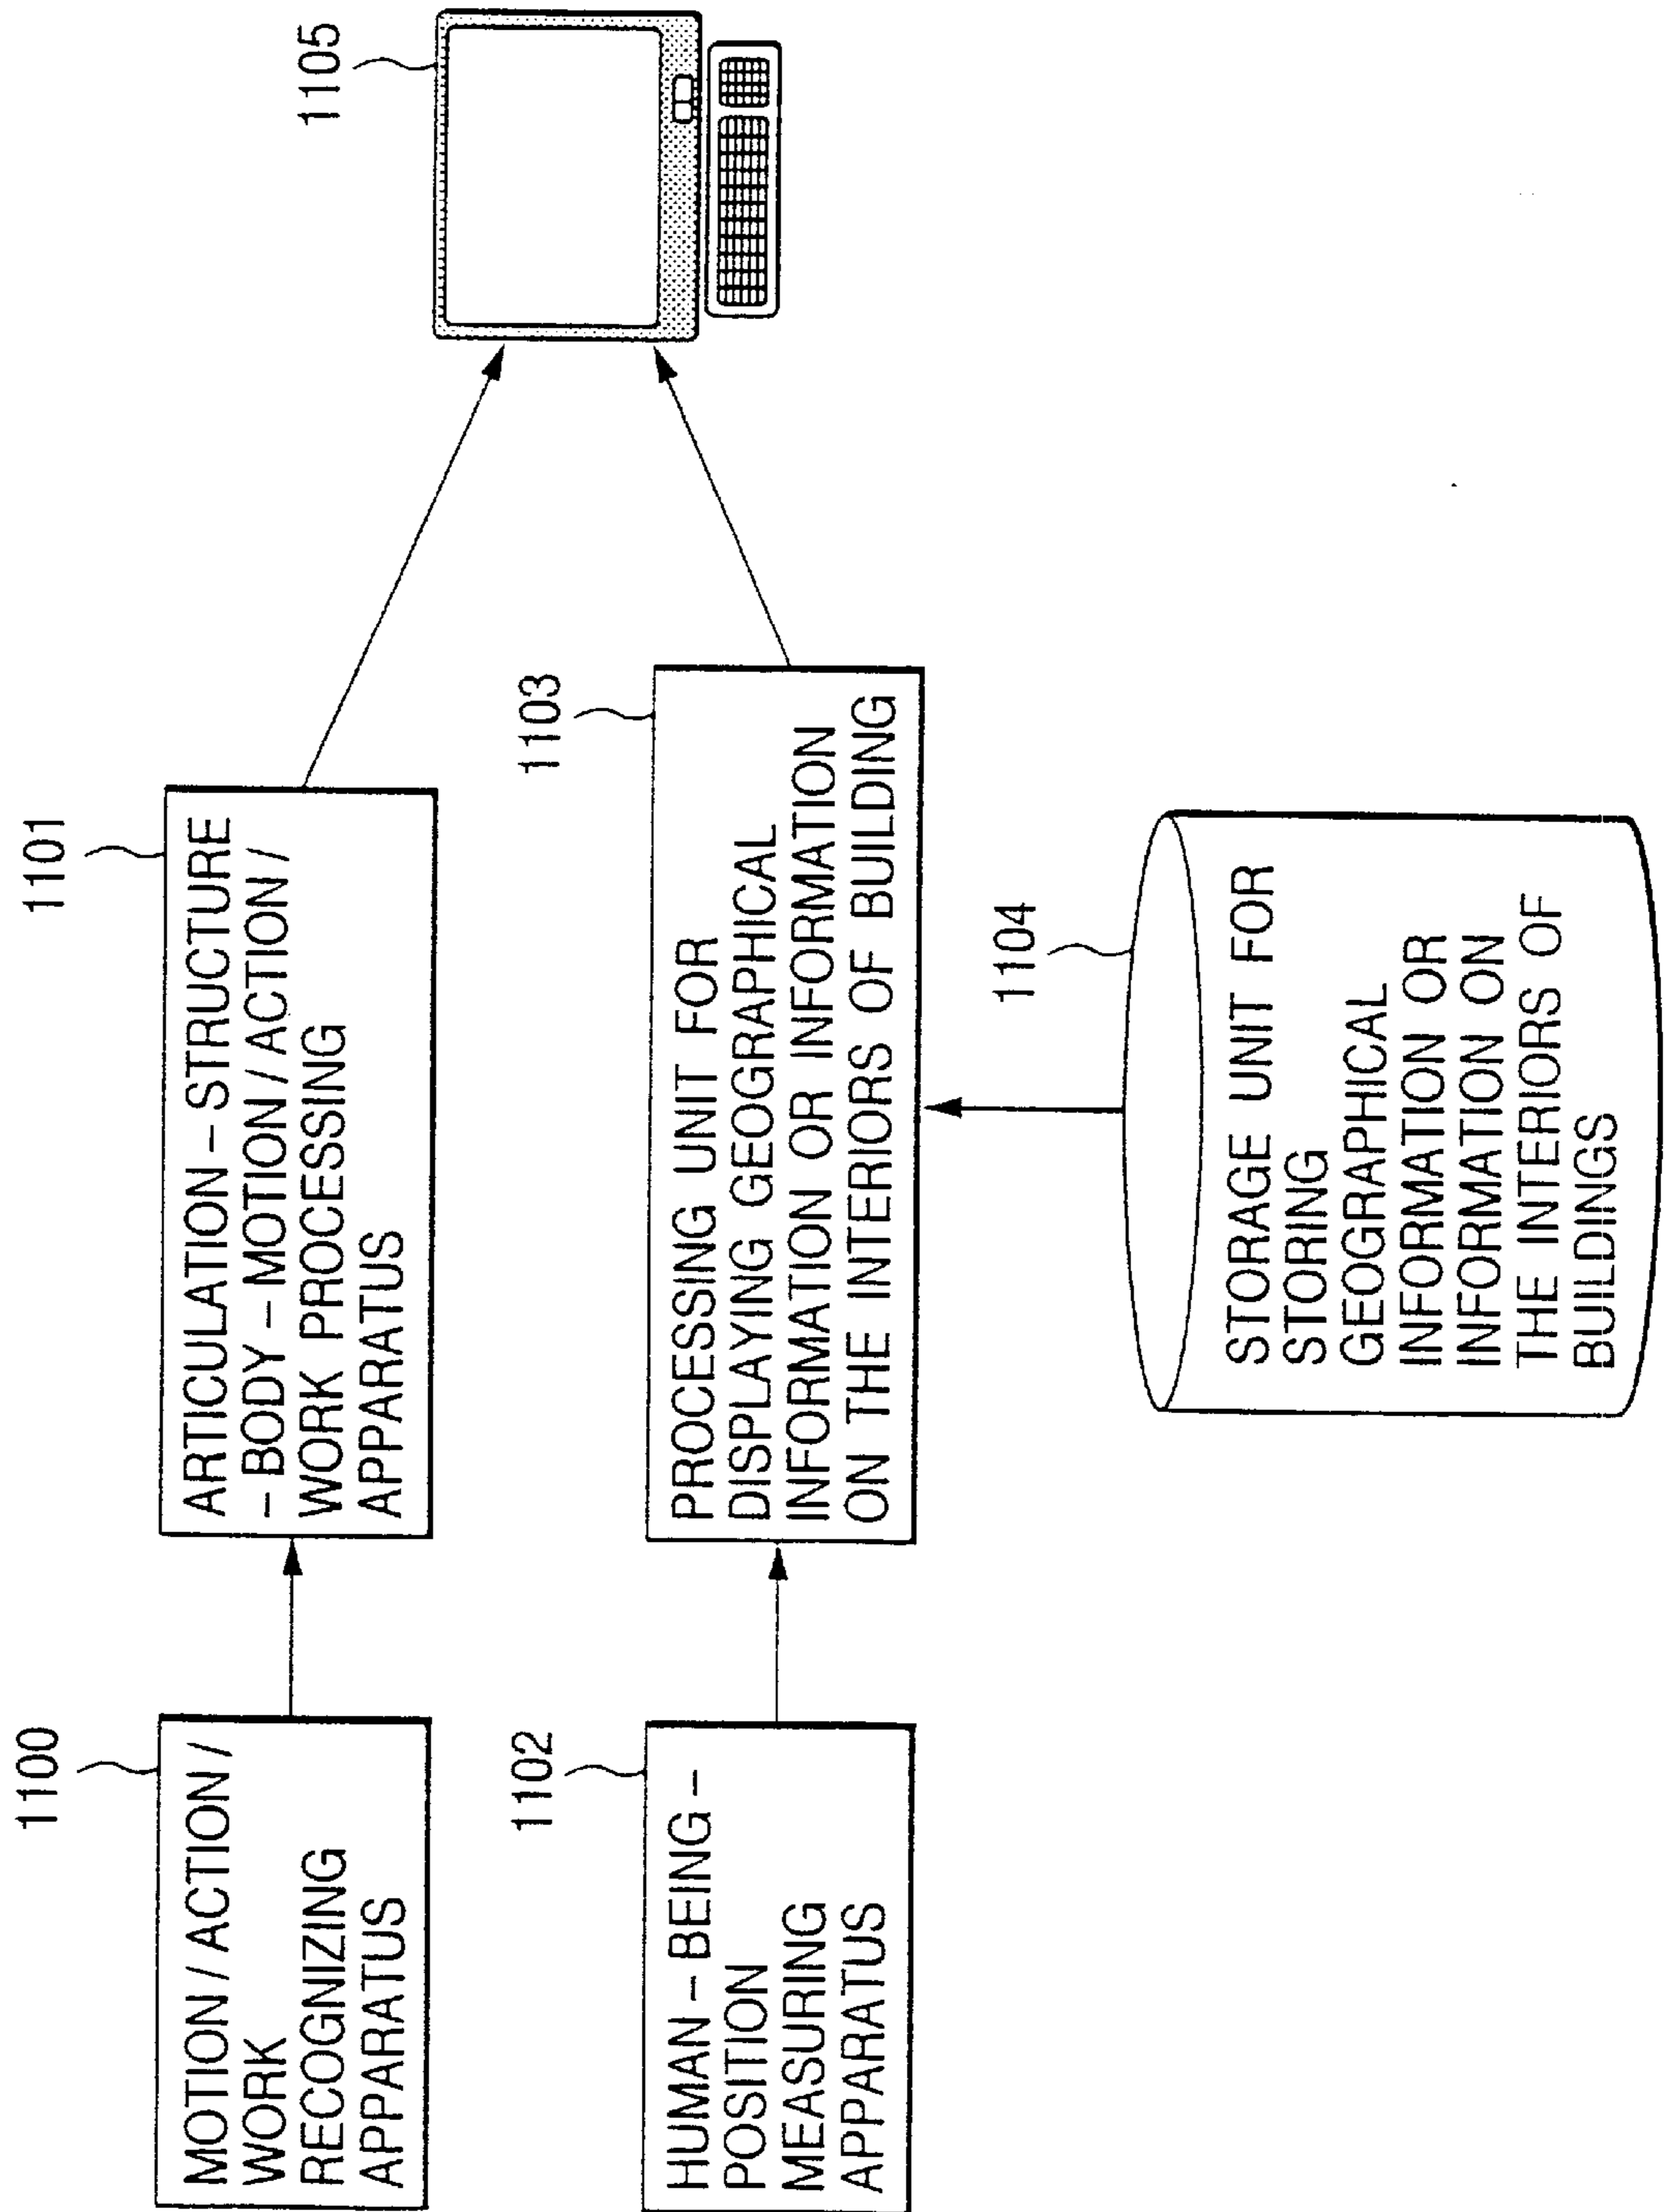 1100
MOTION / ACTION /
WORK
RECOGNIZING
APPARATUS
1101
ARTICULATION – STRUCTURE
– BODY – MOTION / ACTION /
WORK PROCESSING
APPARATUS
1105
1102
HUMAN – BEING –
POSITION
MEASURING
APPARATUS
1103
PROCESSING UNIT FOR
DISPLAYING GEOGRAPHICAL
INFORMATION OR INFORMATION
ON THE INTERIORS OF BUILDING
1104
STORAGE UNIT FOR
STORING
GEOGRAPHICAL
INFORMATION OR
INFORMATION ON
THE INTERIORS OF
BUILDINGS